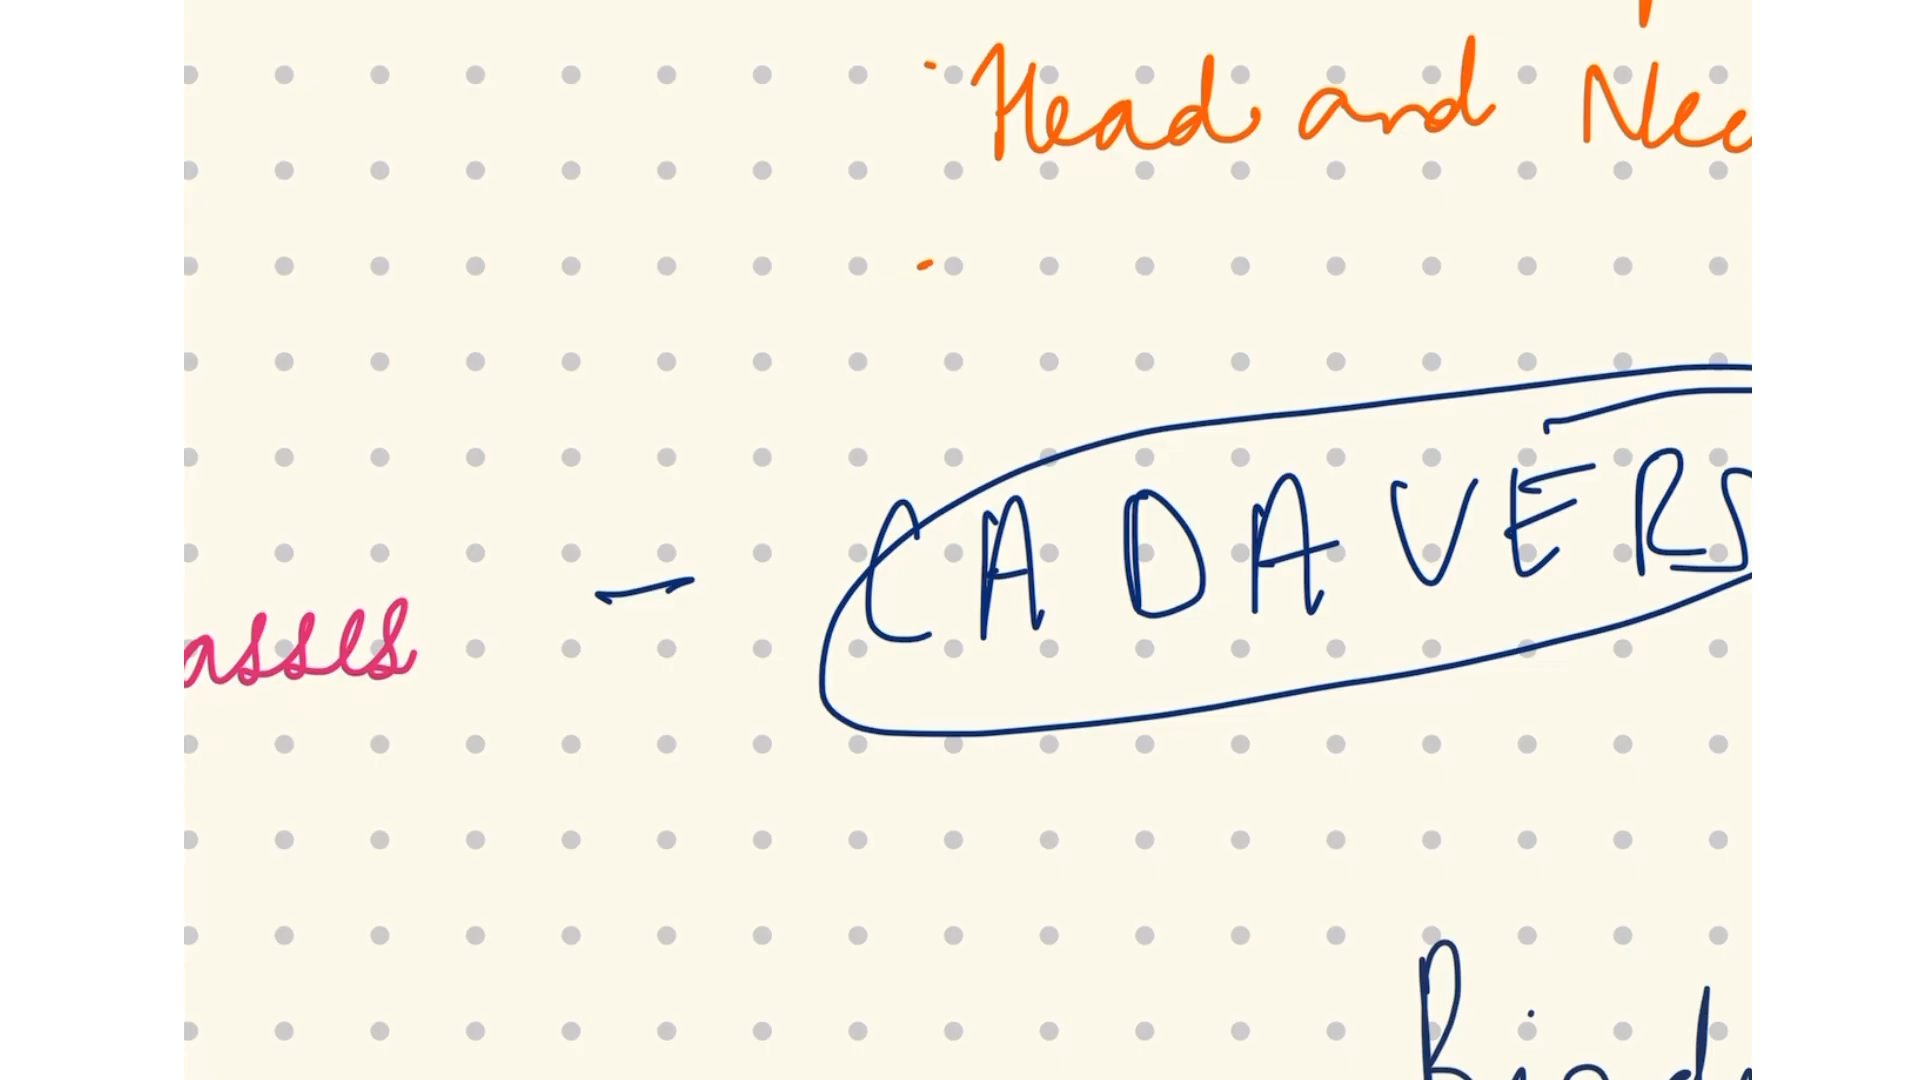 · Head and Nec
·
asses - CADAVERS